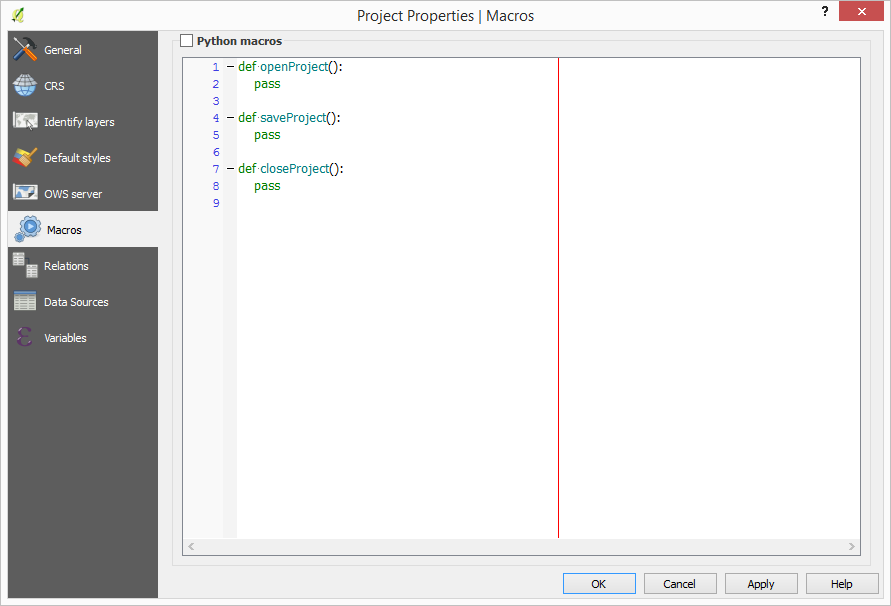 Project Properties | Macros
?
General
CRS
Identify layers
Default styles
OWS server
Macros
Relations
Data Sources
Variables
Python macros
1 def openProject():
2 pass
3
4 def saveProject():
5 pass
6
7 def closeProject():
8 pass
9
OK Cancel Apply Help